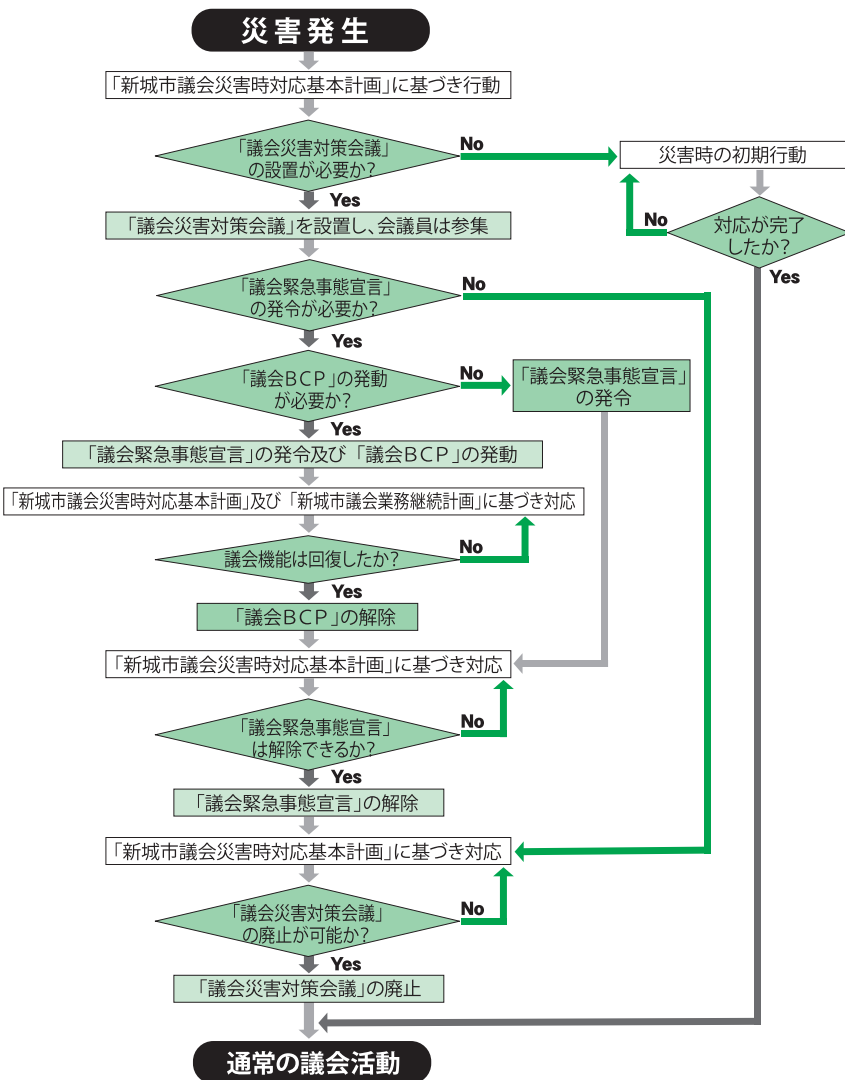 災害発生
「新城市議会災害時対応基本計画」に基づき行動
「議会災害対策会議」
の設置が必要か?
No
災害時の初期行動
Yes
「議会災害対策会議」を設置し、会議員は参集
No
対応が完了
したか?
Yes
「議会緊急事態宣言」
の発令が必要か?
No
Yes
「議会BCP」の発動
が必要か?
No
「議会緊急事態宣言」
の発令
Yes
「議会緊急事態宣言」の発令及び「議会BCP」の発動
「新城市議会災害時対応基本計画」及び「新城市議会業務継続計画」に基づき対応
議会機能は回復したか?
No
Yes
「議会BCP」の解除
「新城市議会災害時対応基本計画」に基づき対応
「議会緊急事態宣言」
は解除できるか?
No
Yes
「議会緊急事態宣言」の解除
「新城市議会災害時対応基本計画」に基づき対応
「議会災害対策会議」
の廃止が可能か?
No
Yes
「議会災害対策会議」の廃止
通常の議会活動